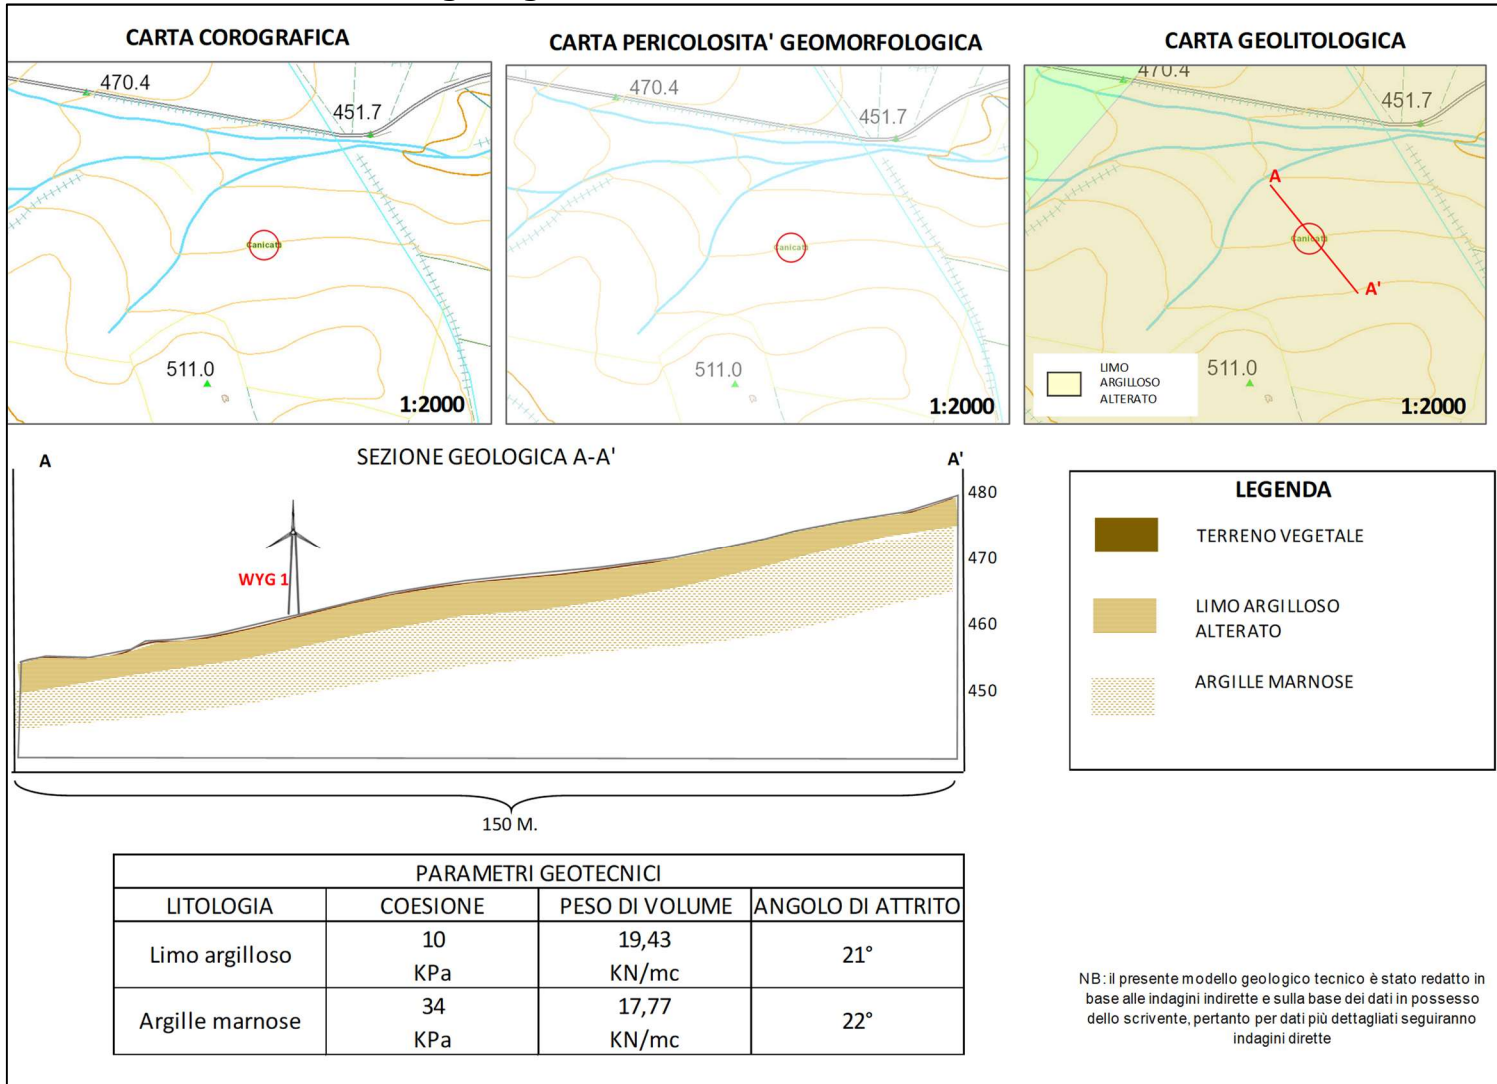 CARTA COROGRAFICA
CARTA PERICOLOSITA' GEOMORFOLOGICA
CARTA GEOLITOLOGICA
470.4
451.7
Canicatti
511.0
1:2000
470.4
451.7
Canicatti
511.0
1:2000
470.4
451.7
A
Canicatti
A'
LIMO
ARGILLOSO
ALTERATO
511.0
1:2000
A
SEZIONE GEOLOGICA A-A'
A'
480
470
460
450
WYG 1
150 M.
LEGENDA
TERRENO VEGETALE
LIMO ARGILLOSO
ALTERATO
ARGILLE MARNOSE
PARAMETRI GEOTECNICI
LITOLOGIA COESIONE PESO DI VOLUME ANGOLO DI ATTRITO
Limo argilloso 10 KPa 19,43 KN/mc 21°
Argille marnose 34 KPa 17,77 KN/mc 22°
NB: il presente modello geologico tecnico è stato redatto in
base alle indagini indirette e sulla base dei dati in possesso
dello scrivente, pertanto per dati più dettagliati seguiranno
indagini dirette